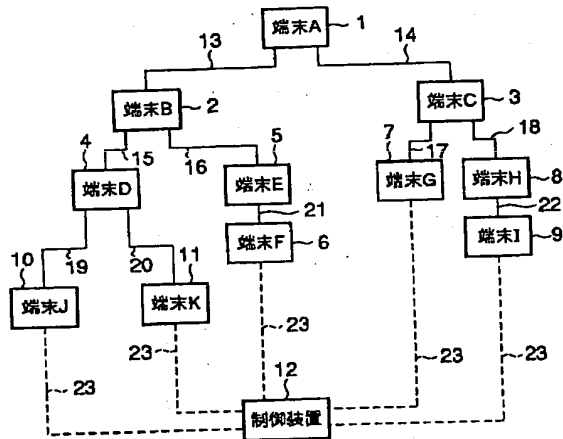 端末A 1
13 14
端末B 2
端末C 3
4 15 16 5 7 17 18
端末D
端末E
端末G
端末H 8
21 22
端末F 6
端末I 9
10 19 20 11
端末J
端末K
23 23 23 23 23
12
制御装置